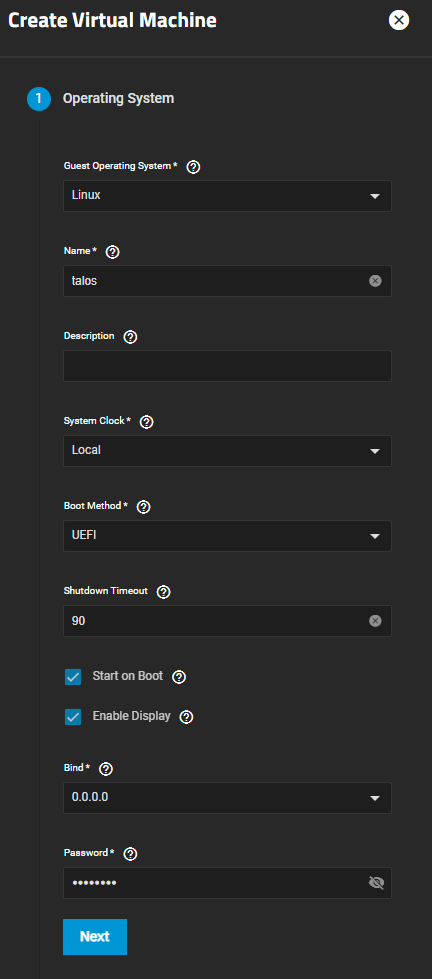 Create Virtual Machine
1 Operating System
Guest Operating System *
Linux
Name *
talos
Description
System Clock *
Local
Boot Method *
UEFI
Shutdown Timeout
90
Start on Boot
Enable Display
Bind *
0.0.0.0
Password *
••••••••
Next